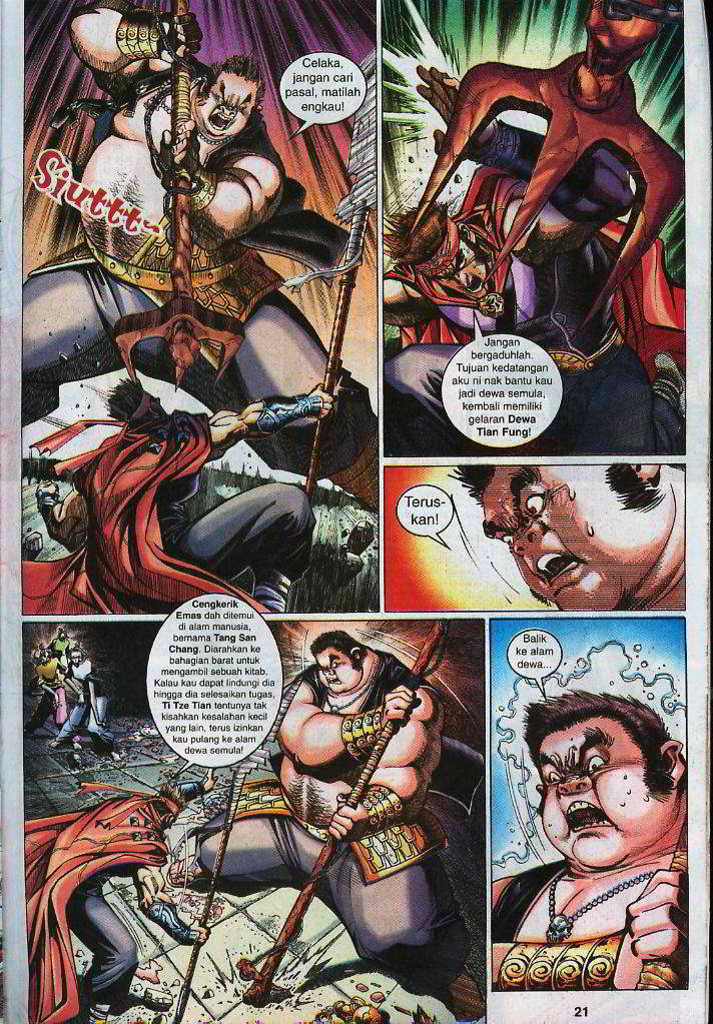 Celaka,
jangan cari
pasal, matilah
engkau!
Siutttt~
Jangan
bergaduhlah.
Tujuan kedatangan
aku ni nak bantu kau
jadi dewa semula,
kembali memiliki
gelaran Dewa
Tian Fung!
Terus-
kan!
Cengkerik
Emas dah ditemui
di alam manusia,
bernama Tang San
Chang. Diarahkan ke
bahagian barat untuk
mengambil sebuah kitab.
Kalau kau dapat lindungi dia
hingga dia selesaikan tugas,
Ti Tze Tian tentunya tak
kisahkan kesalahan kecil
yang lain, terus izinkan
kau pulang ke alam
dewa semula!
Balik
ke alam
dewa...
21